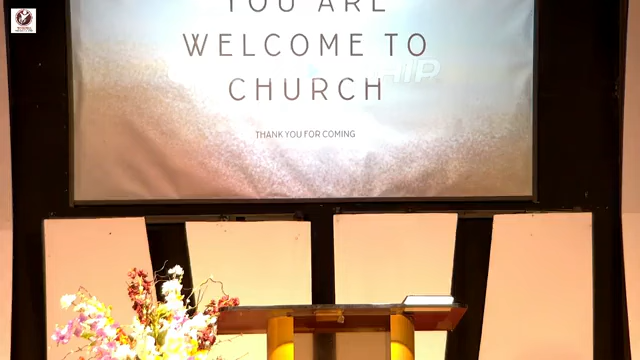 YOU ARE
WELCOME TO
CHURCH
THANK YOU FOR COMING